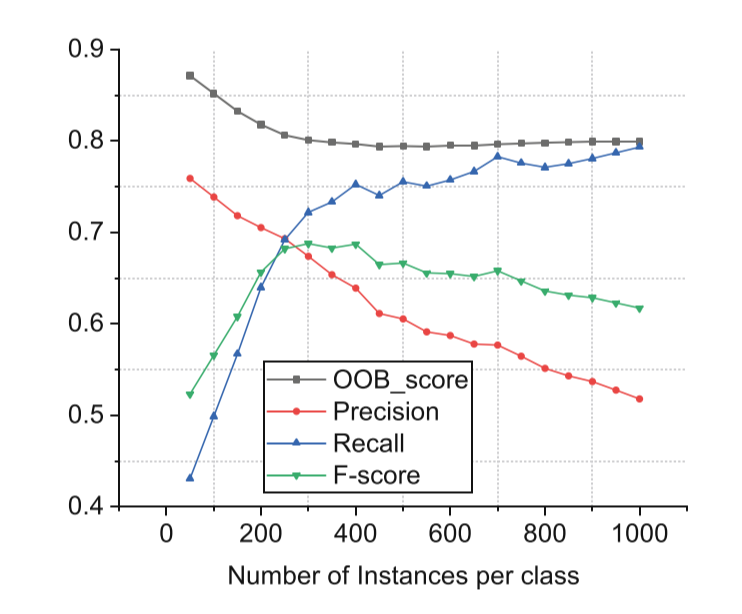 0.9
0.8
0.7
0.6
0.5
0.4
OOB_score
Precision
Recall
F-score
0 200 400 600 800 1000
Number of Instances per class